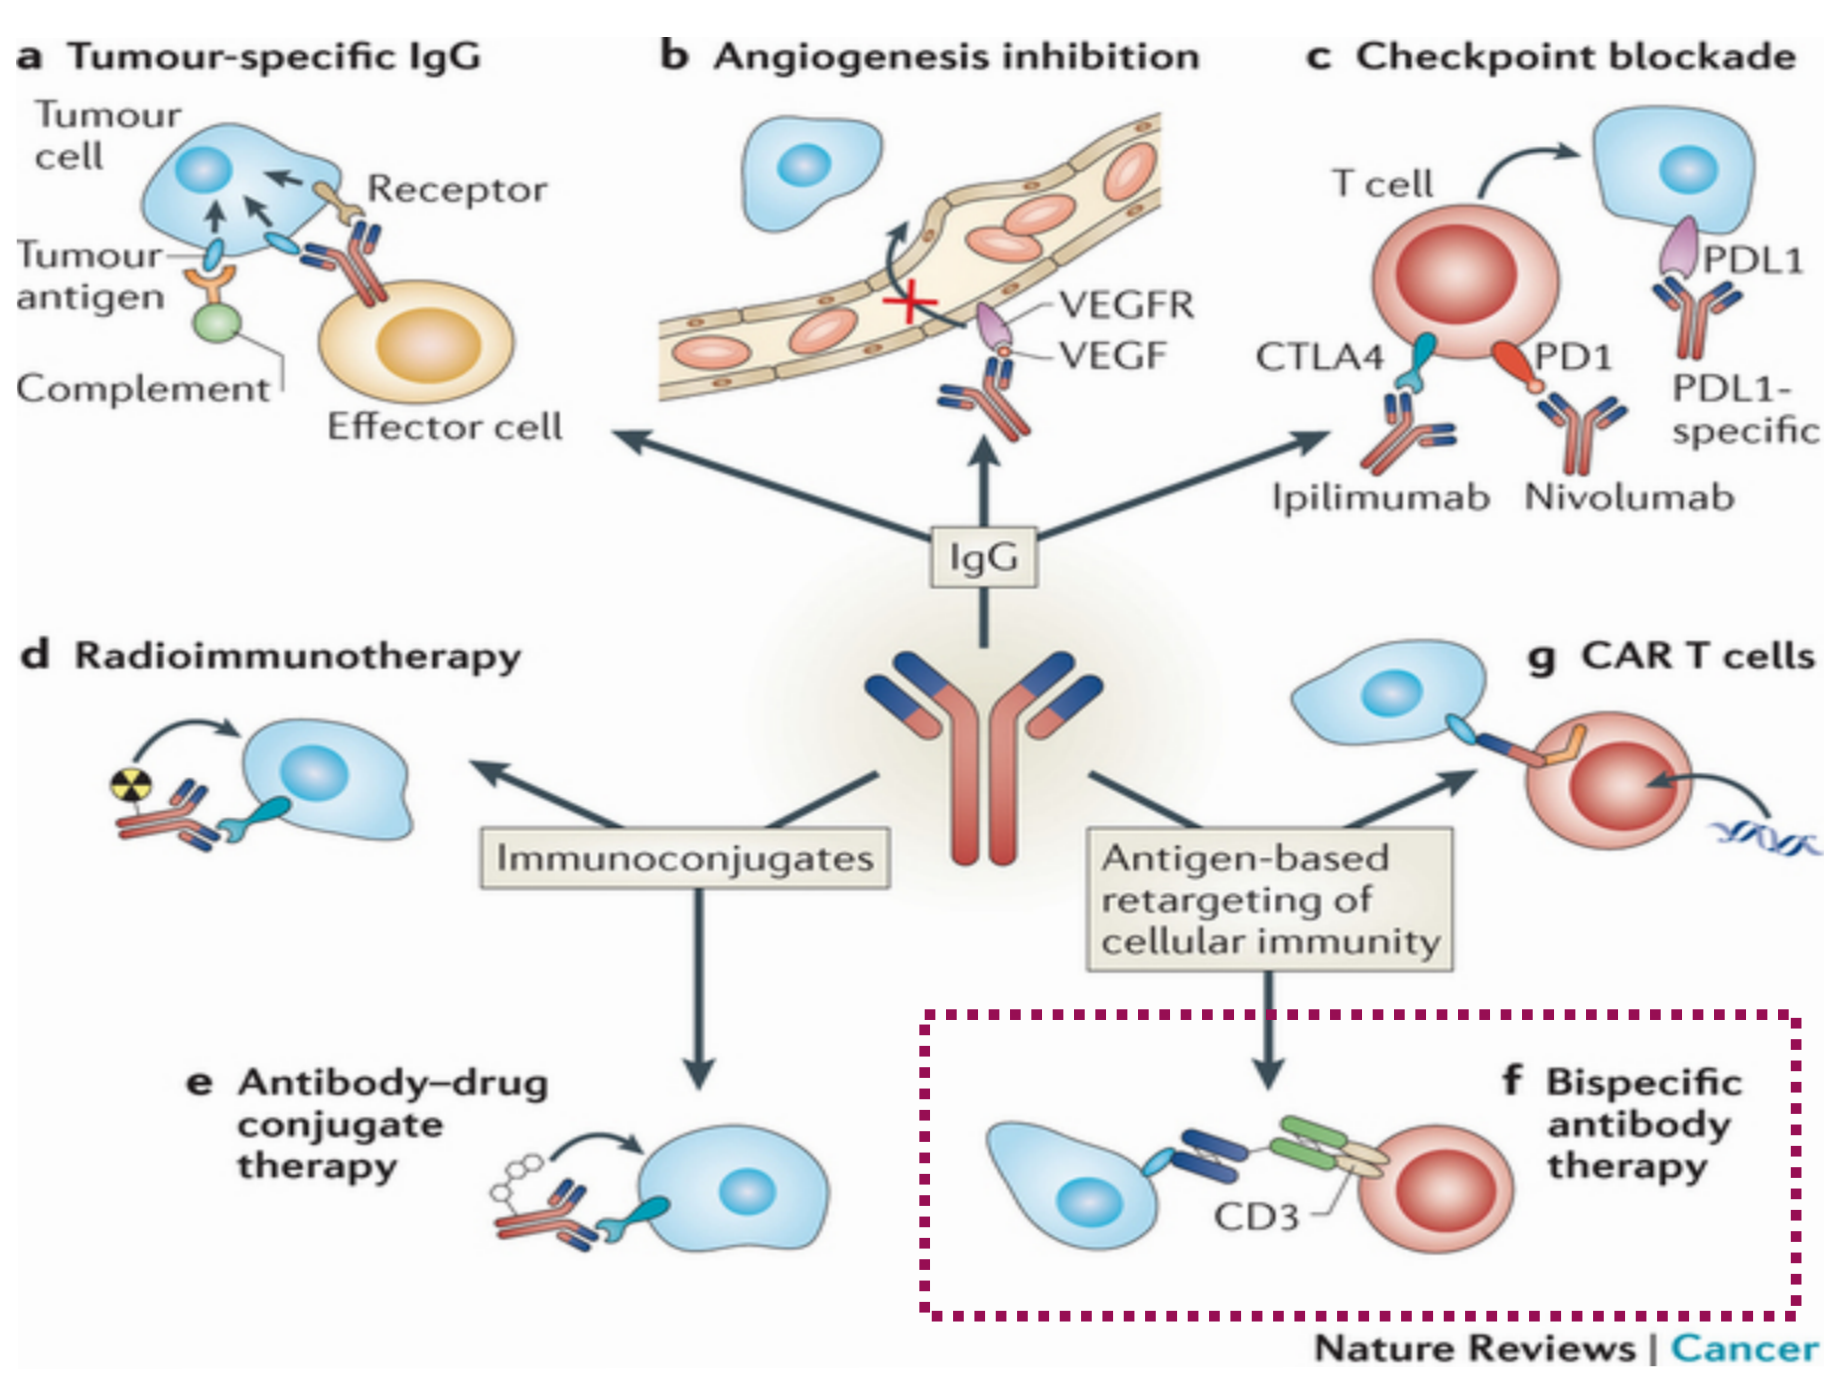 a Tumour-specific IgG
Tumour
cell
Receptor
Tumour
antigen
Complement
Effector cell
b Angiogenesis inhibition
VEGFR
VEGF
c Checkpoint blockade
T cell
PDL1
CTLA4
PD1
PDL1-
specific
Ipilimumab
Nivolumab
IgG
d Radioimmunotherapy
g CAR T cells
Immunoconjugates
Antigen-based
retargeting of
cellular immunity
e Antibody–drug
conjugate
therapy
f Bispecific
antibody
therapy
CD3
Nature Reviews | Cancer